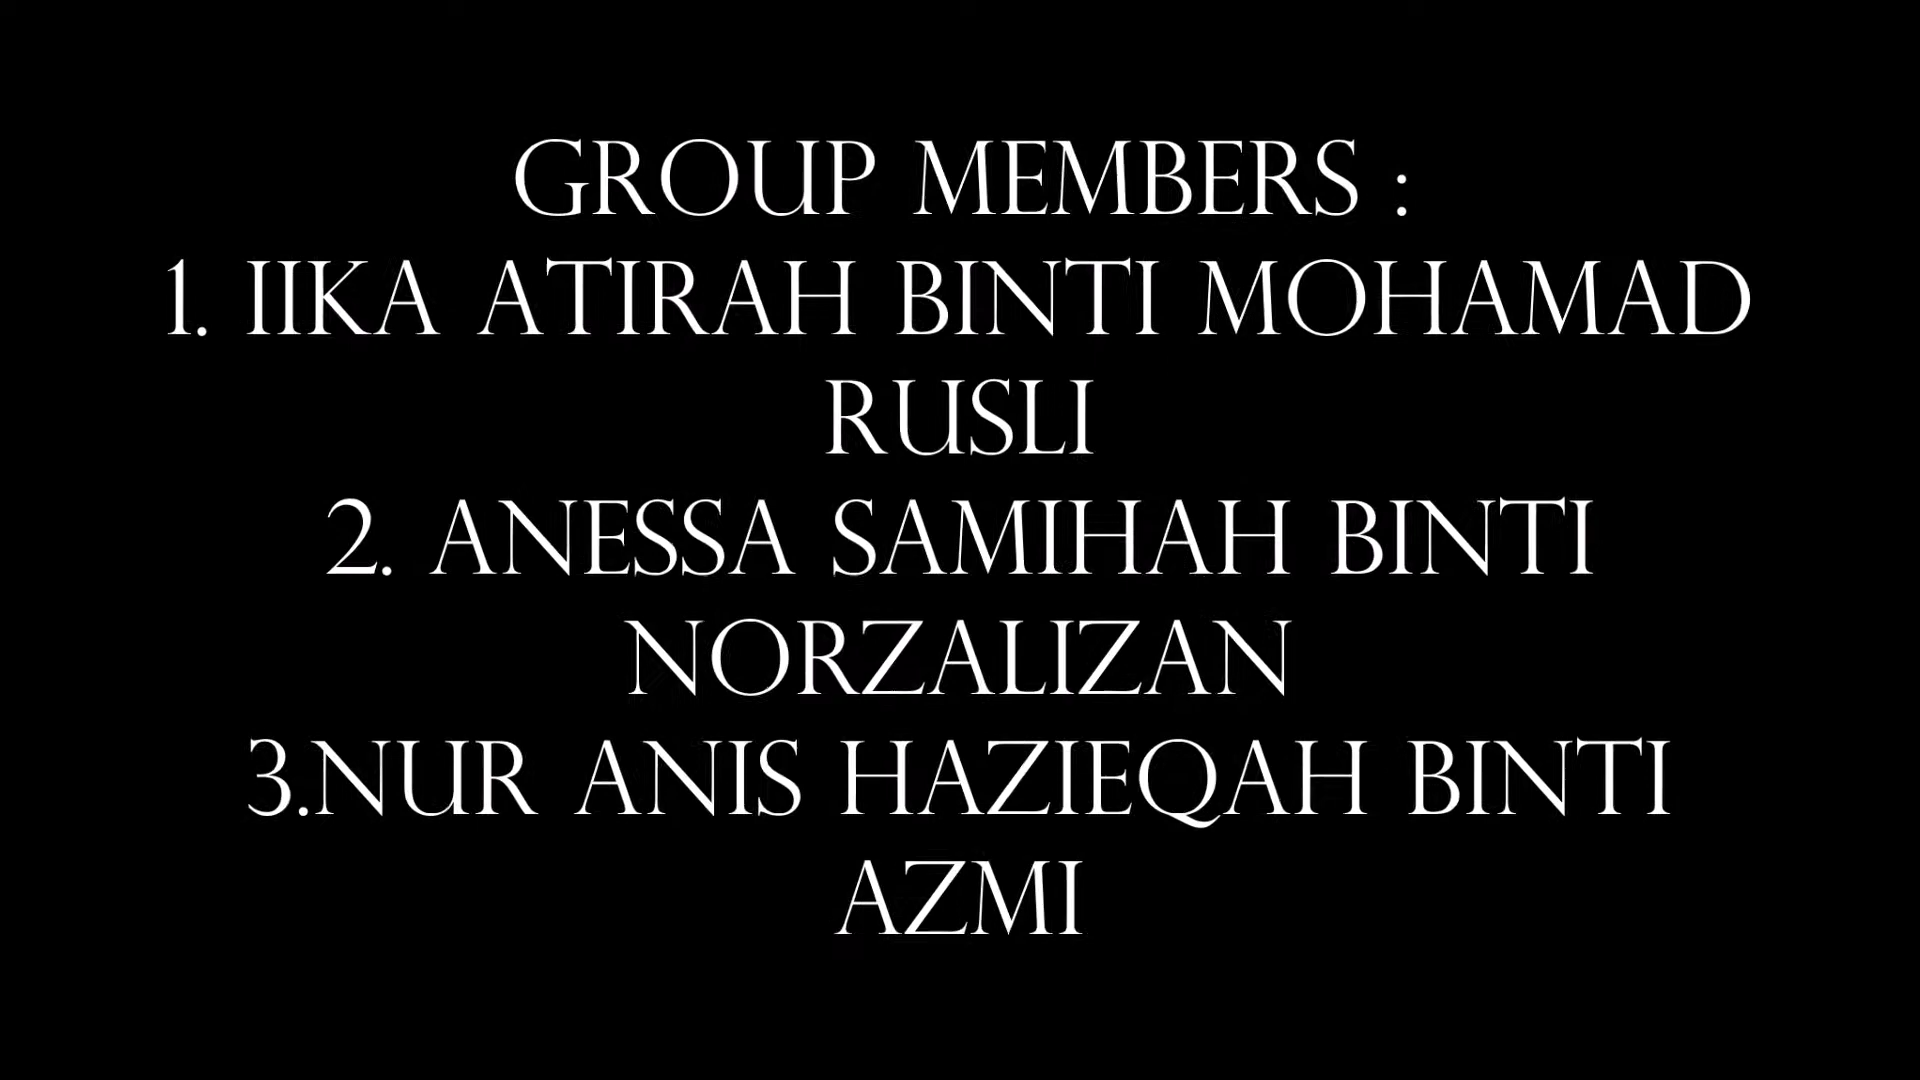 GROUP MEMBERS :
1. IIKA ATIRAH BINTI MOHAMAD
RUSLI
2. ANESSA SAMIHAH BINTI
NORZALIZAN
3.NUR ANIS HAZIEQAH BINTI
AZMI